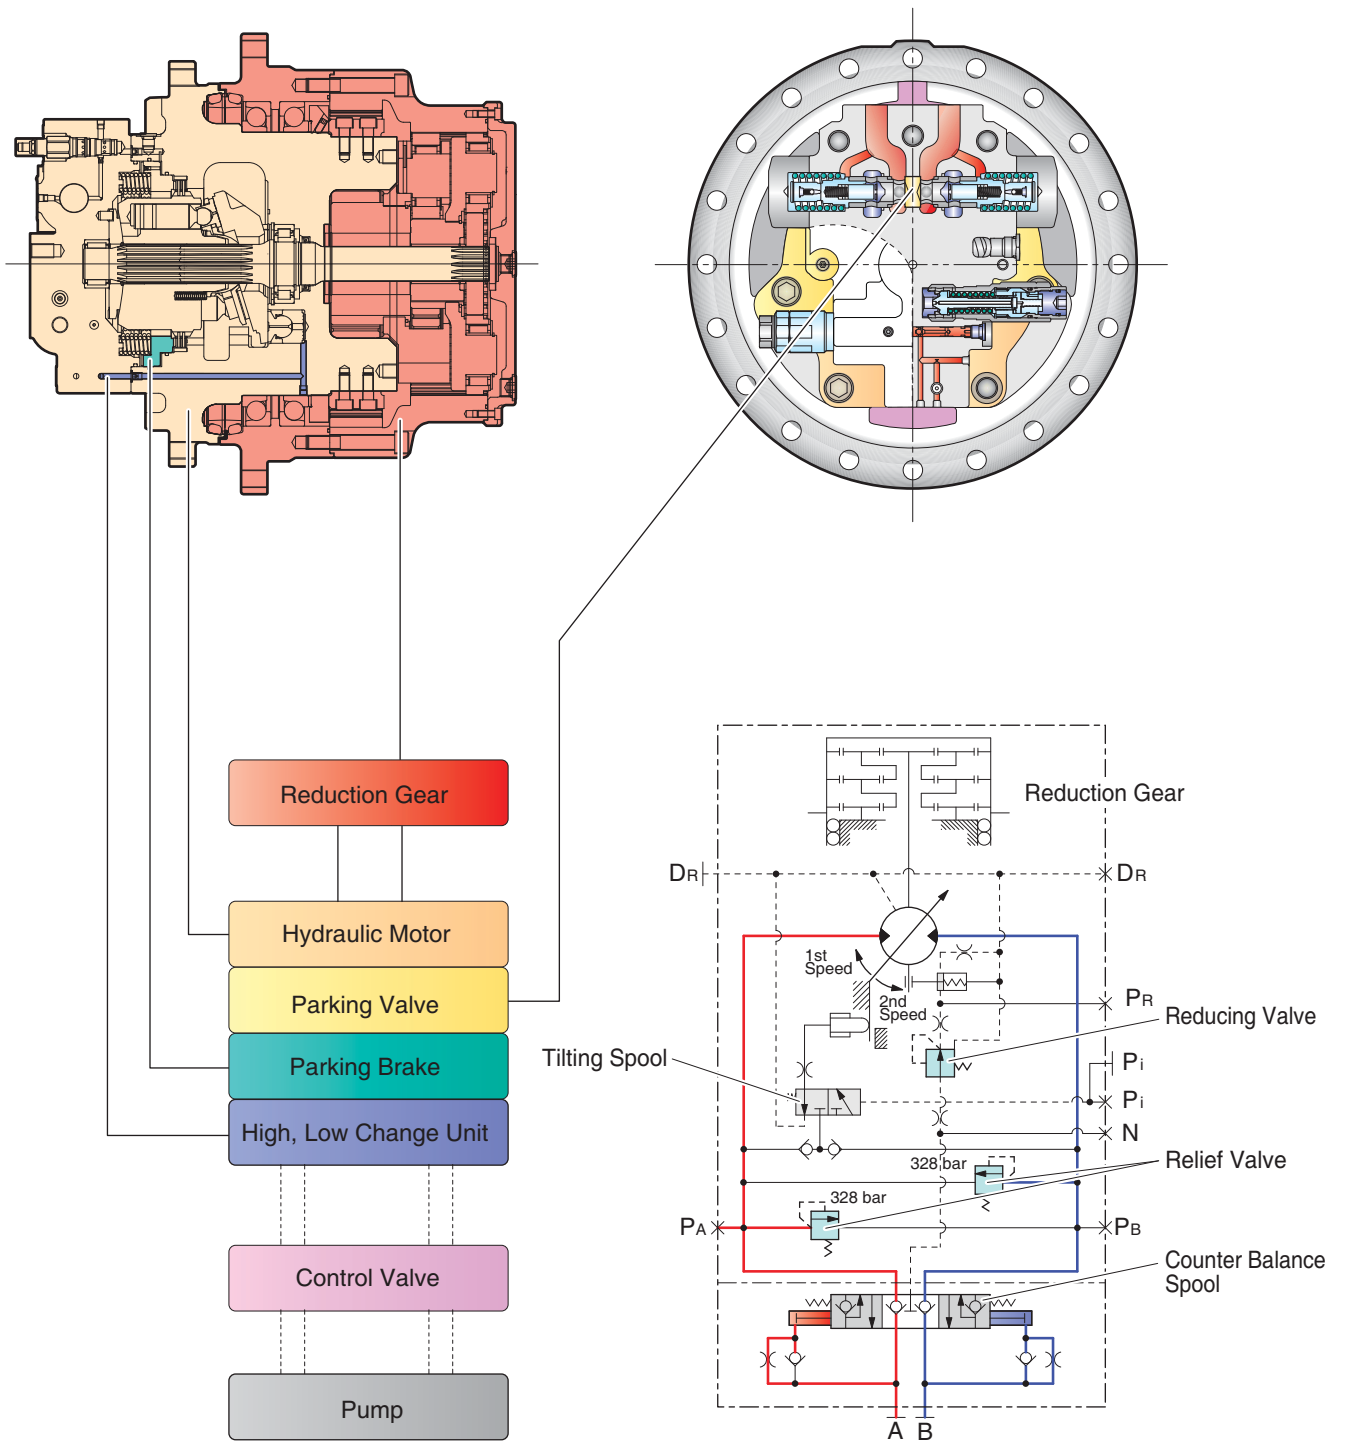 Reduction Gear
Hydraulic Motor
Parking Valve
Parking Brake
High, Low Change Unit
Control Valve
Pump
Reduction Gear
DR
DR
1st
Speed
2nd
Speed
PR
Reducing Valve
Tilting Spool
Pi
Pi
N
328 bar
Relief Valve
328 bar
PA
PB
Counter Balance
Spool
A B